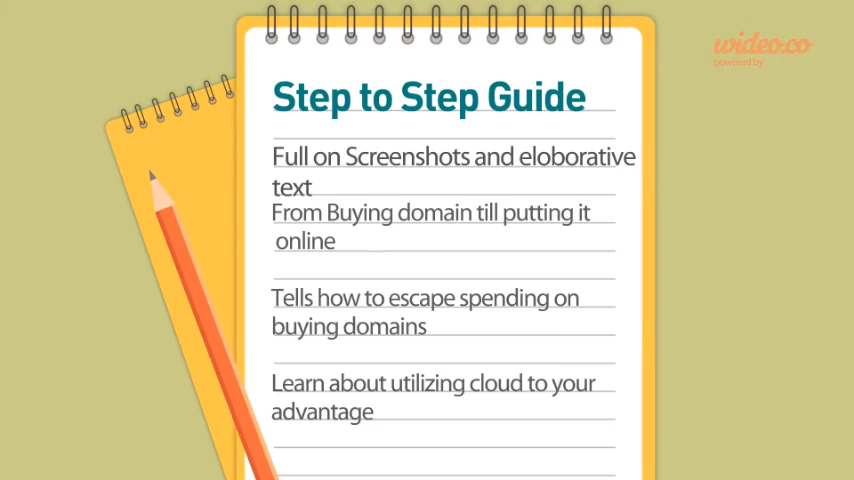 wideo.co
powered by
Step to Step Guide
Full on Screenshots and eloborative
text
From Buying domain till putting it
online
Tells how to escape spending on
buying domains
Learn about utilizing cloud to your
advantage